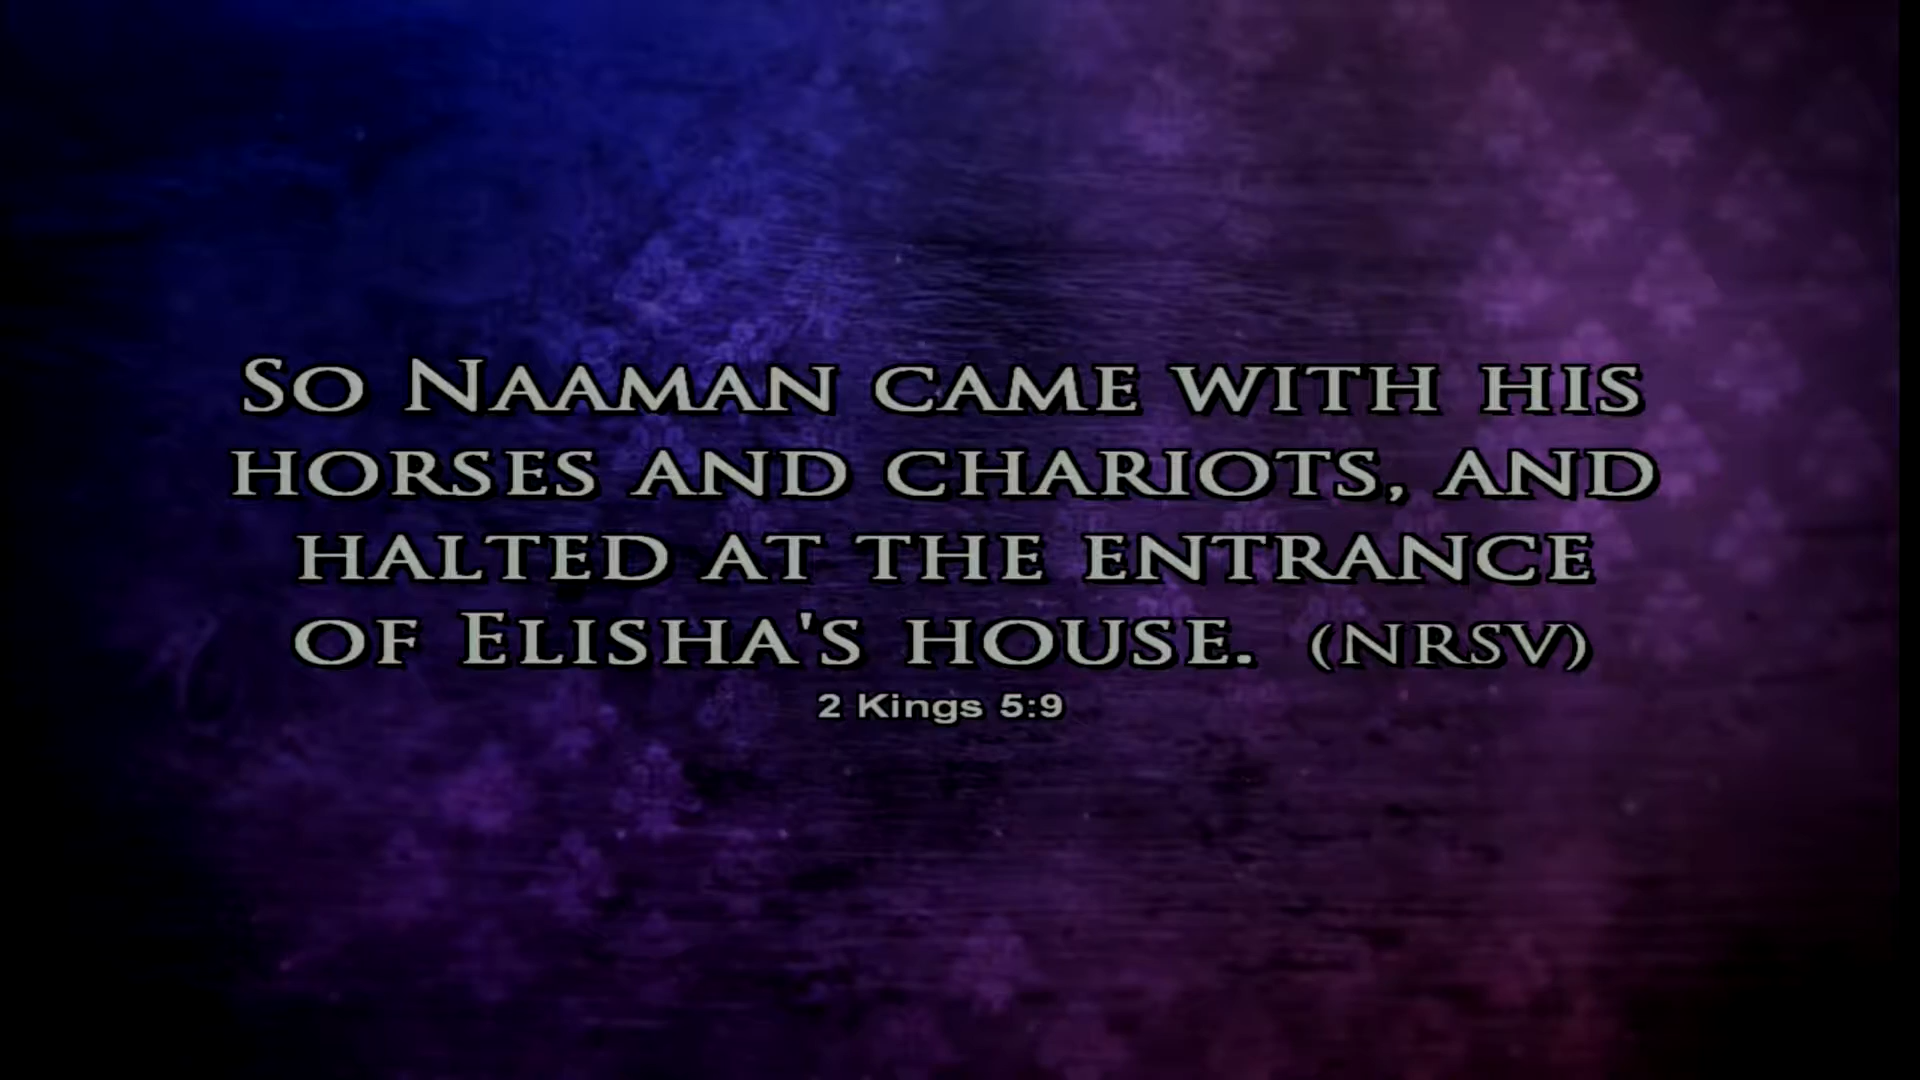 So Naaman came with his
horses and chariots, and
halted at the entrance
of Elisha's house. (NRSV)
2 Kings 5:9